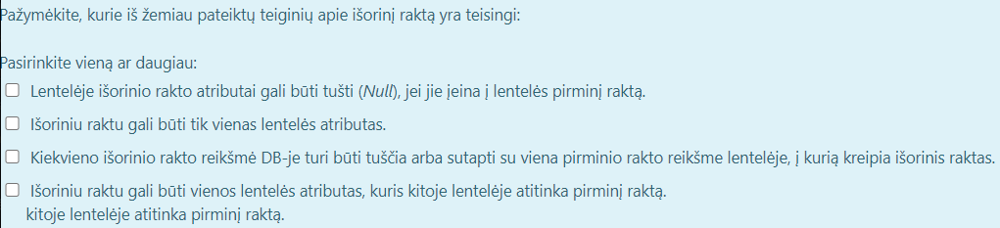 Pažymėkite, kurie iš žemiau pateiktų teiginių apie išorinį raktą yra teisingi:
Pasirinkite vieną ar daugiau:
Lentelėje išorinio rakto atributai gali būti tušti (Null), jei jie įeina į lentelės pirminį raktą.
Išoriniu raktu gali būti tik vienas lentelės atributas.
Kiekvieno išorinio rakto reikšmė DB-je turi būti tuščia arba sutapti su viena pirminio rakto reikšme lentelėje, į kurią kreipia išorinis raktas.
Išoriniu raktu gali būti vienos lentelės atributas, kuris kitoje lentelėje atitinka pirminį raktą.
kitoje lentelėje atitinka pirminį raktą.